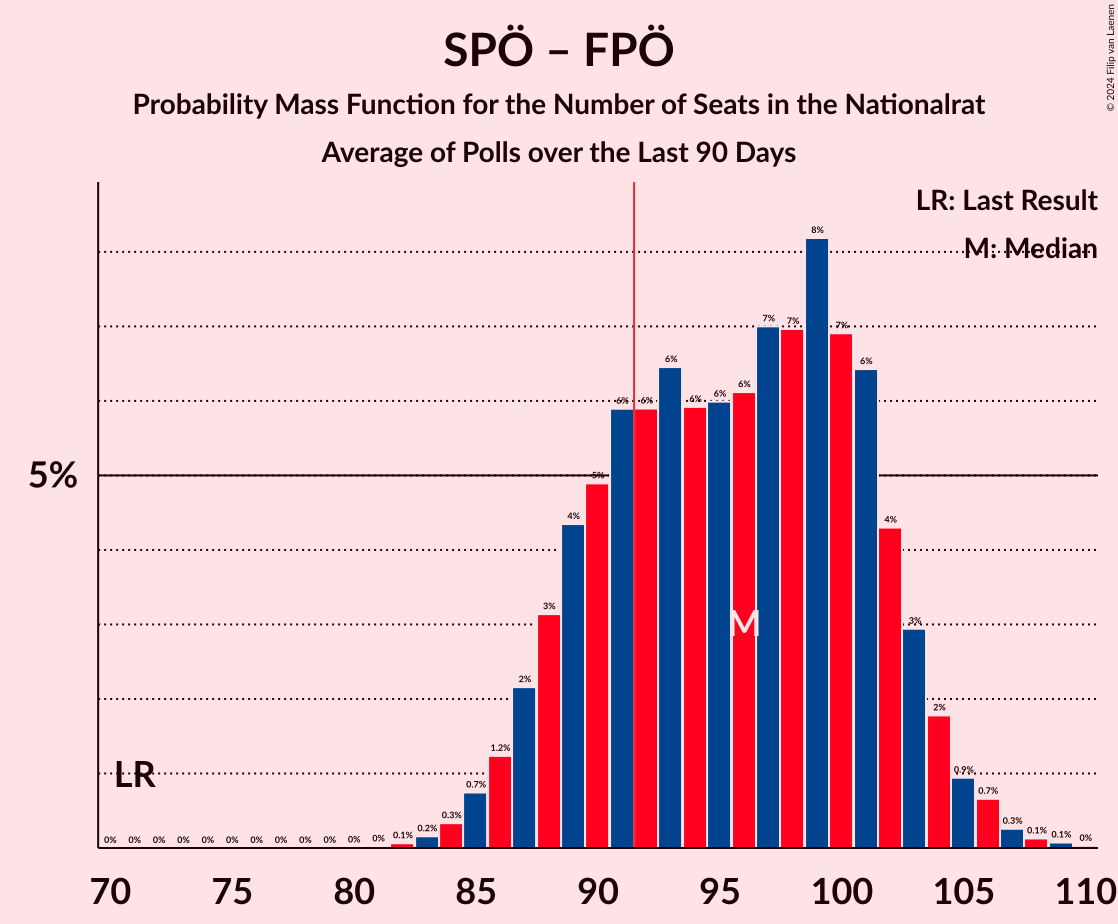 SPÖ – FPÖ
Probability Mass Function for the Number of Seats in the Nationalrat
Average of Polls over the Last 90 Days
© 2024 Filip van Laenen
LR: Last Result
M: Median
5%
0% 0% 0% 0% 0% 0% 0% 0% 0% 0% 0% 0% 0.1% 0.2% 0.3% 0.7% 1.2% 2% 3% 4% 5% 6% 6% 6% 6% 6% 6% 7% 7% 8% 7% 6% 4% 3% 2% 0.9% 0.7% 0.3% 0.1% 0.1% 0%
M
LR
70 75 80 85 90 95 100 105 110